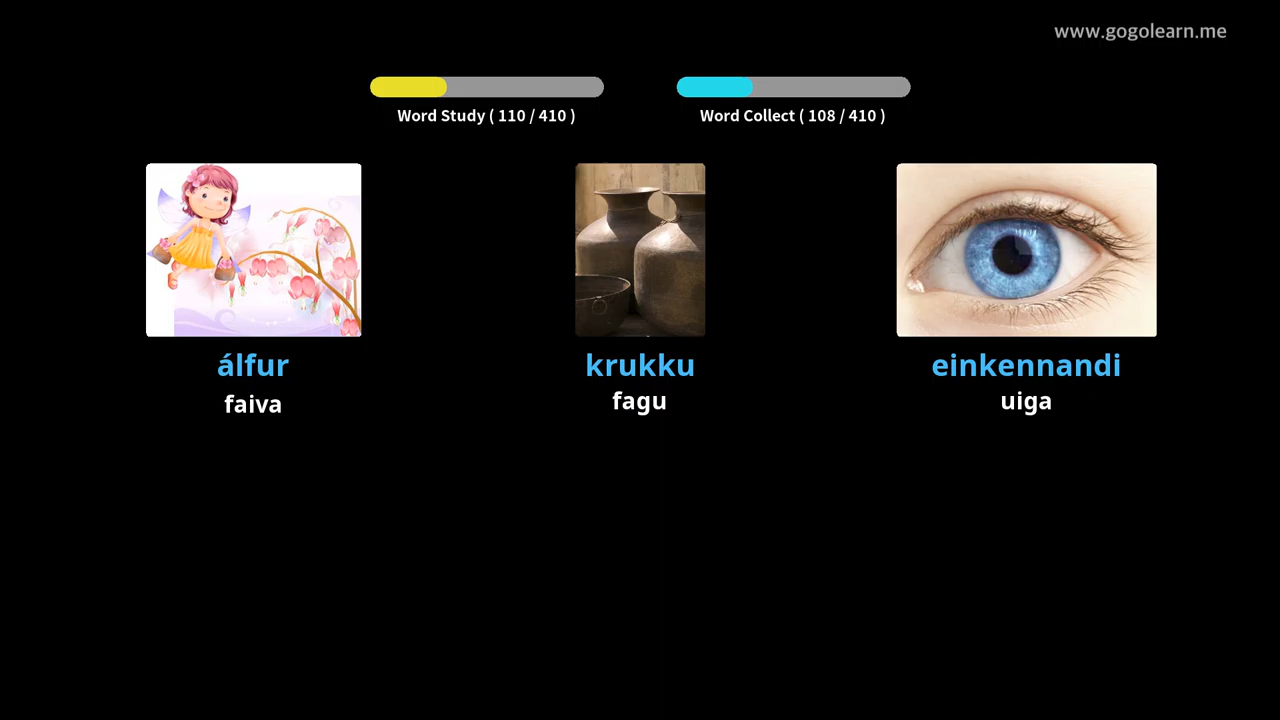 www.gogolearn.me
Word Study ( 110 / 410 )
Word Collect ( 108 / 410 )
álfur
krukku
einkennandi
faiva
fagu
uiga